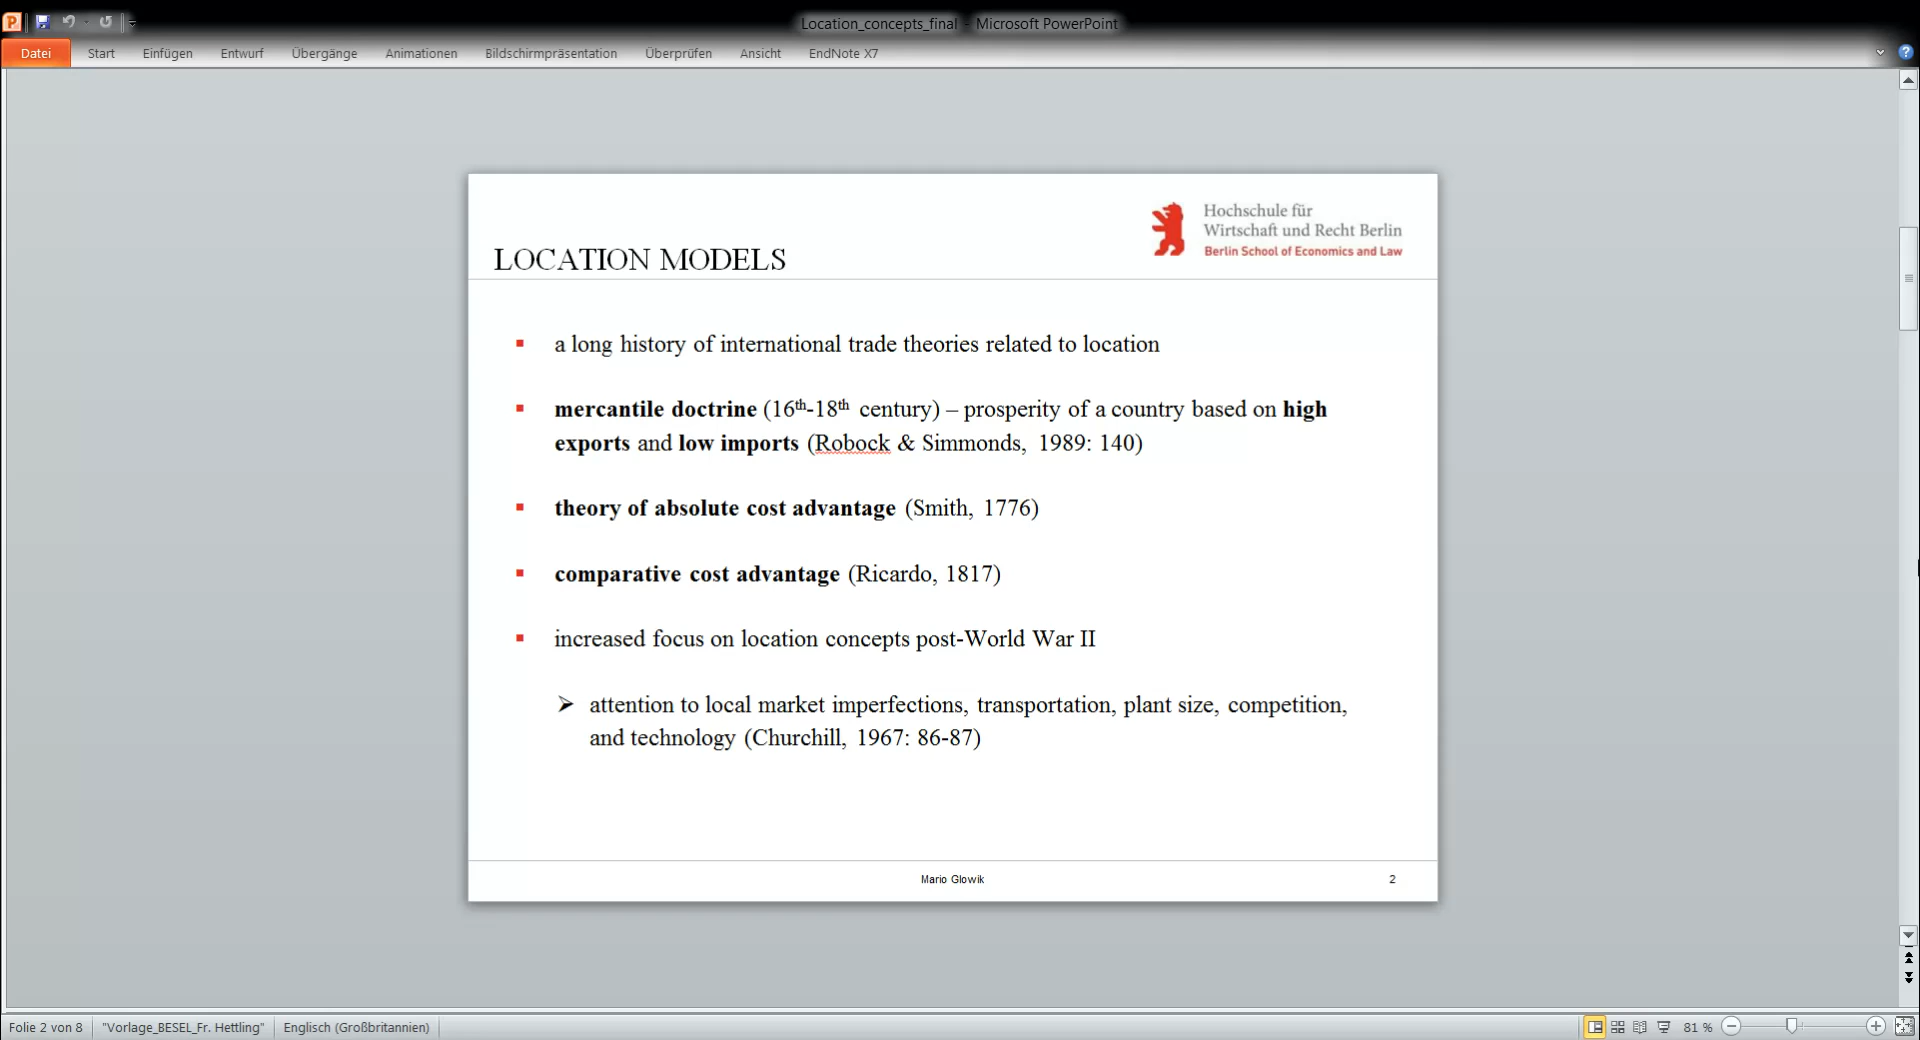 Location_concepts_final - Microsoft PowerPoint
Datei Start Einfügen Entwurf Übergänge Animationen Bildschirmpräsentation Überprüfen Ansicht EndNote X7
Hochschule für
Wirtschaft und Recht Berlin
Berlin School of Economics and Law
LOCATION MODELS
a long history of international trade theories related to location
mercantile doctrine (16th-18th century) – prosperity of a country based on high
exports and low imports (Robock & Simmonds, 1989: 140)
theory of absolute cost advantage (Smith, 1776)
comparative cost advantage (Ricardo, 1817)
increased focus on location concepts post-World War II
attention to local market imperfections, transportation, plant size, competition,
and technology (Churchill, 1967: 86-87)
Mario Glowik 2
Folie 2 von 8 "Vorlage_BESEL_Fr. Hettling" Englisch (Großbritannien) 81 %